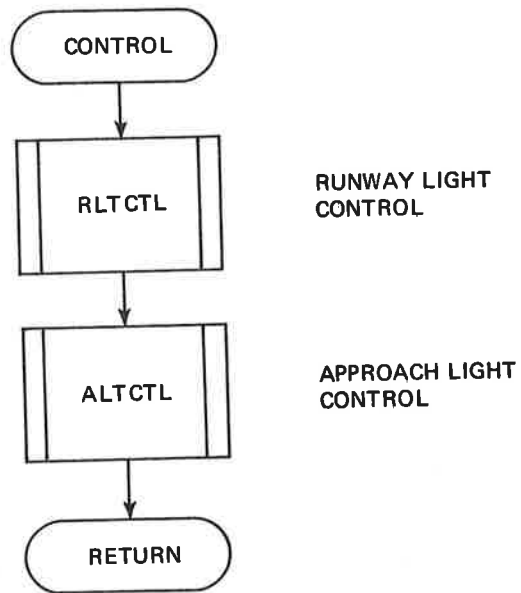 CONTROL
RLTCTL
RUNWAY LIGHT
CONTROL
ALTCTL
APPROACH LIGHT
CONTROL
RETURN